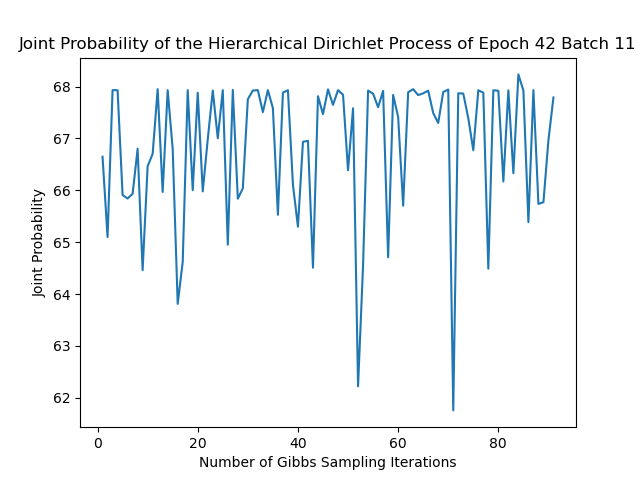 Joint Probability of the Hierarchical Dirichlet Process of Epoch 42 Batch 11
68
67
66
65
64
63
62
Joint Probability
0 20 40 60 80
Number of Gibbs Sampling Iterations